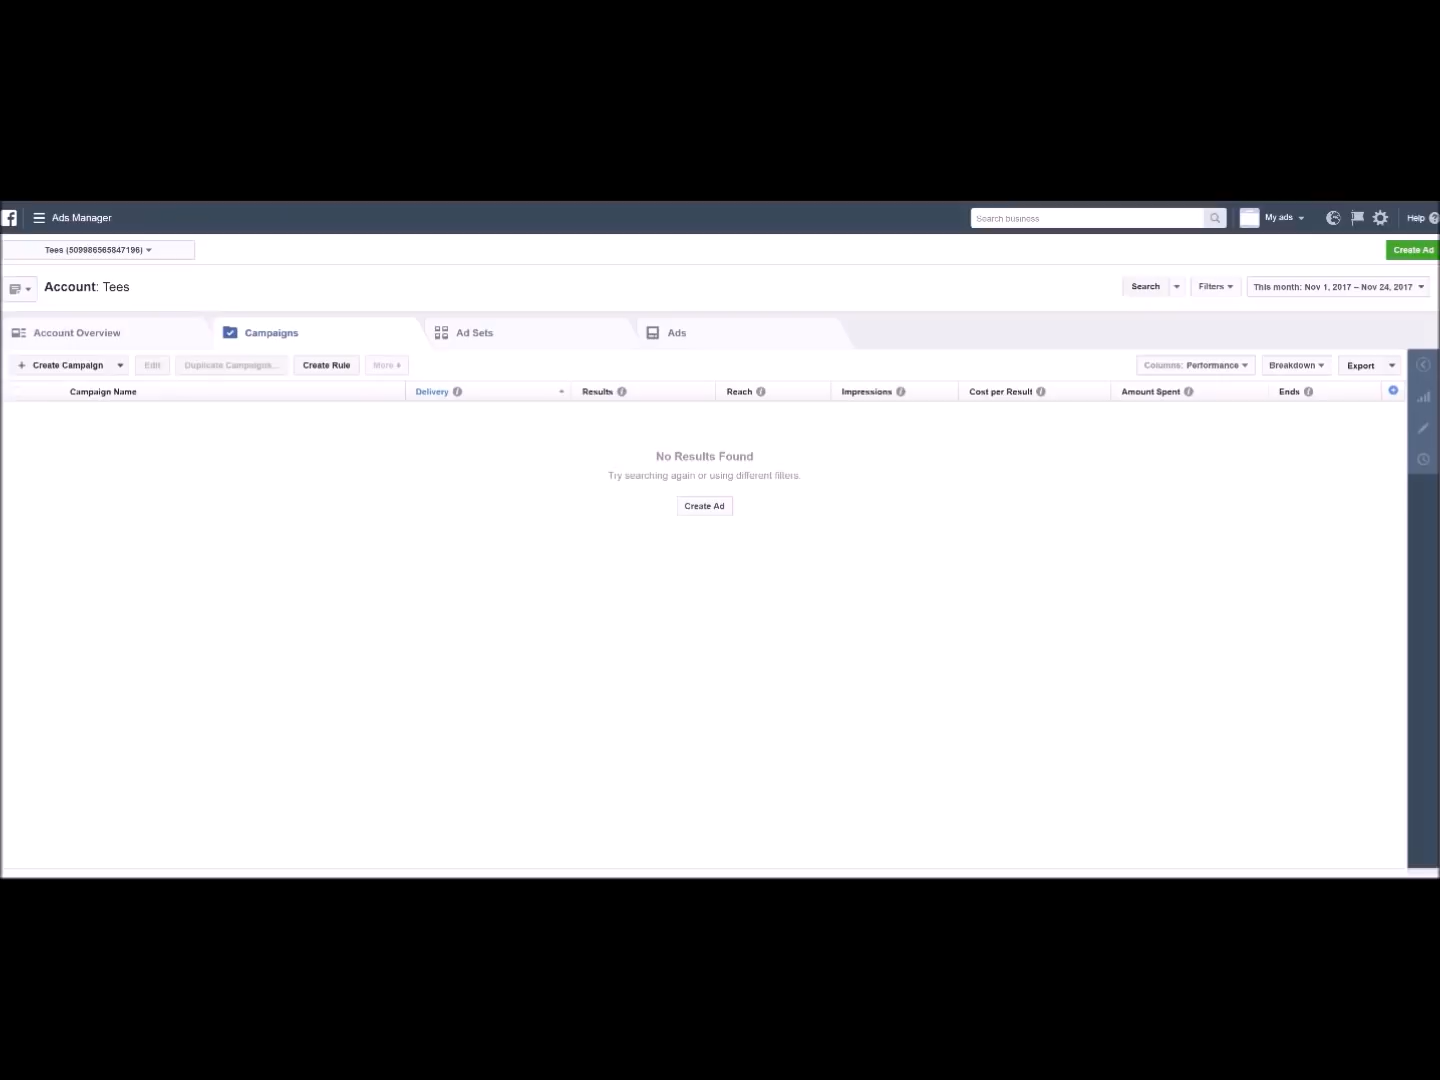 Ads Manager
Search business
My ads
Help
Tees (509986565847196)
Create Ad
Account: Tees
Search
Filters
This month: Nov 1, 2017 – Nov 24, 2017
Account Overview
Campaigns
Ad Sets
Ads
+ Create Campaign
Edit
Duplicate Campaigns...
Create Rule
More
Columns: Performance
Breakdown
Export
Campaign Name
Delivery
Results
Reach
Impressions
Cost per Result
Amount Spent
Ends
No Results Found
Try searching again or using different filters.
Create Ad